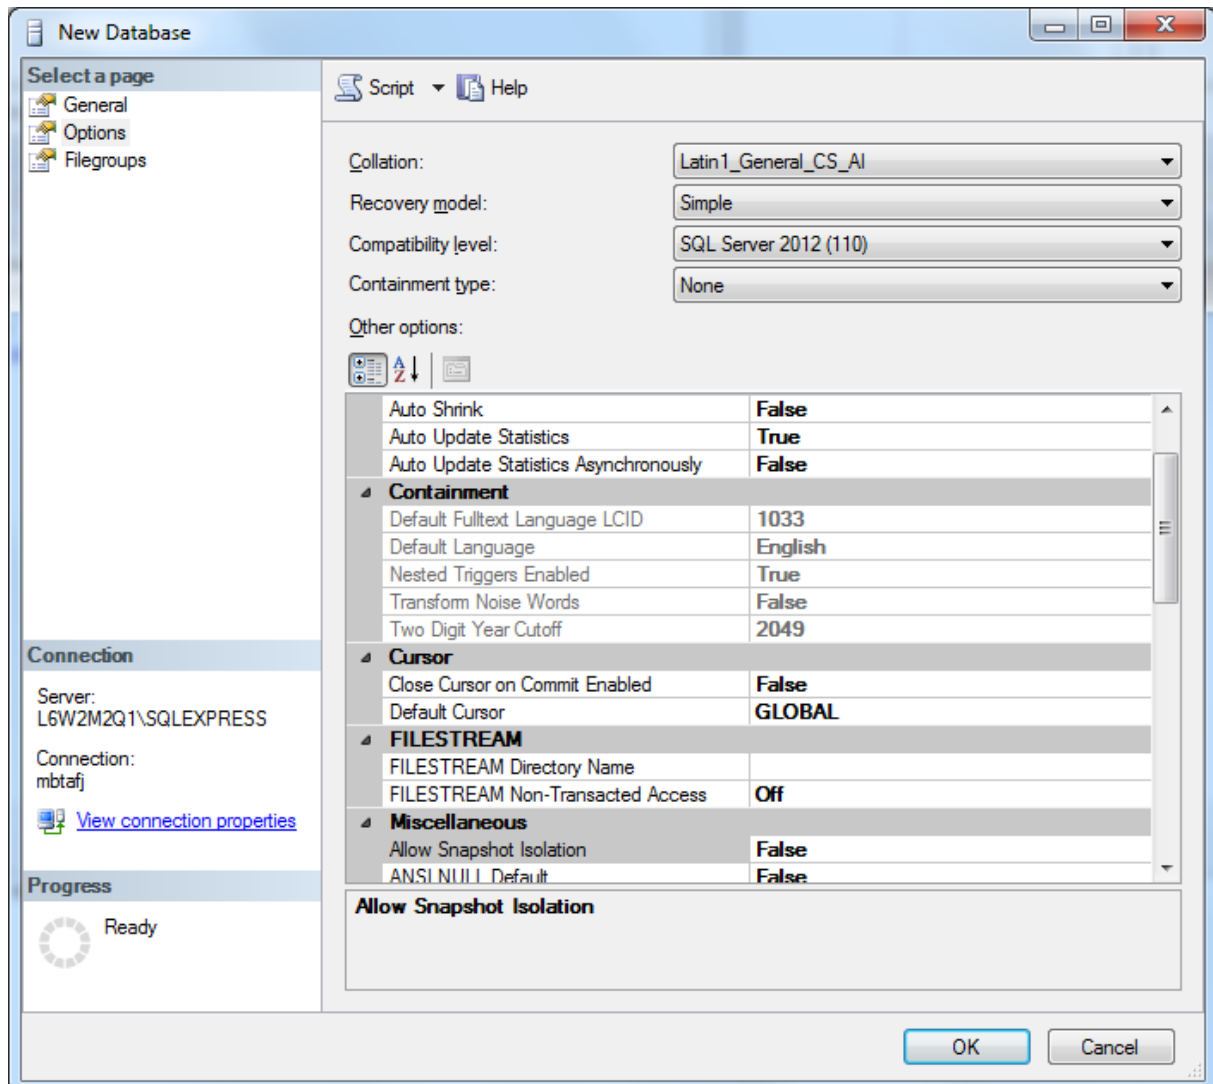 New Database
Select a page
General
Options
Filegroups
Script Help
Collation: Latin1_General_CS_AI
Recovery model: Simple
Compatibility level: SQL Server 2012 (110)
Containment type: None
Other options:
Auto Shrink False
Auto Update Statistics True
Auto Update Statistics Asynchronously False
Containment
Default Fulltext Language LCID 1033
Default Language English
Nested Triggers Enabled True
Transform Noise Words False
Two Digit Year Cutoff 2049
Cursor
Close Cursor on Commit Enabled False
Default Cursor GLOBAL
FILESTREAM
FILESTREAM Directory Name
FILESTREAM Non-Transacted Access Off
Miscellaneous
Allow Snapshot Isolation False
ANSI NULL Default False
Allow Snapshot Isolation
Connection
Server:
L6W2M2Q1\SQLEXPRESS
Connection:
mbtafj
View connection properties
Progress
Ready
OK Cancel